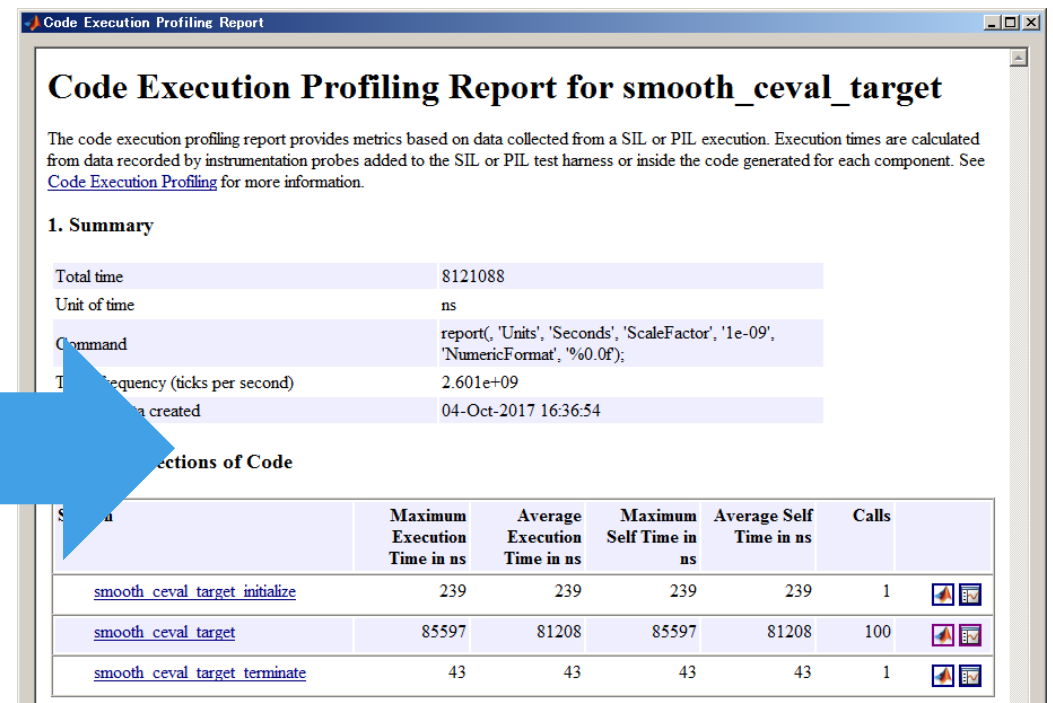 Code Execution Profiling Report
Code Execution Profiling Report for smooth_ceval_target
The code execution profiling report provides metrics based on data collected from a SIL or PIL execution. Execution times are calculated
from data recorded by instrumentation probes added to the SIL or PIL test harness or inside the code generated for each component. See
Code Execution Profiling for more information.
1. Summary
Total time 8121088
Unit of time ns
Command report(, 'Units', 'Seconds', 'ScaleFactor', '1e-09',
'NumericFormat', '%0.0f');
(ticks per second) 2.601e+09
created 04-Oct-2017 16:36:54
of Code
Maximum Average Maximum Average Self Calls
Execution Execution Self Time in Time in ns
Time in ns Time in ns ns
smooth_ceval_target_initialize 239 239 239 239 1
smooth_ceval_target 85597 81208 85597 81208 100
smooth_ceval_target_terminate 43 43 43 43 1